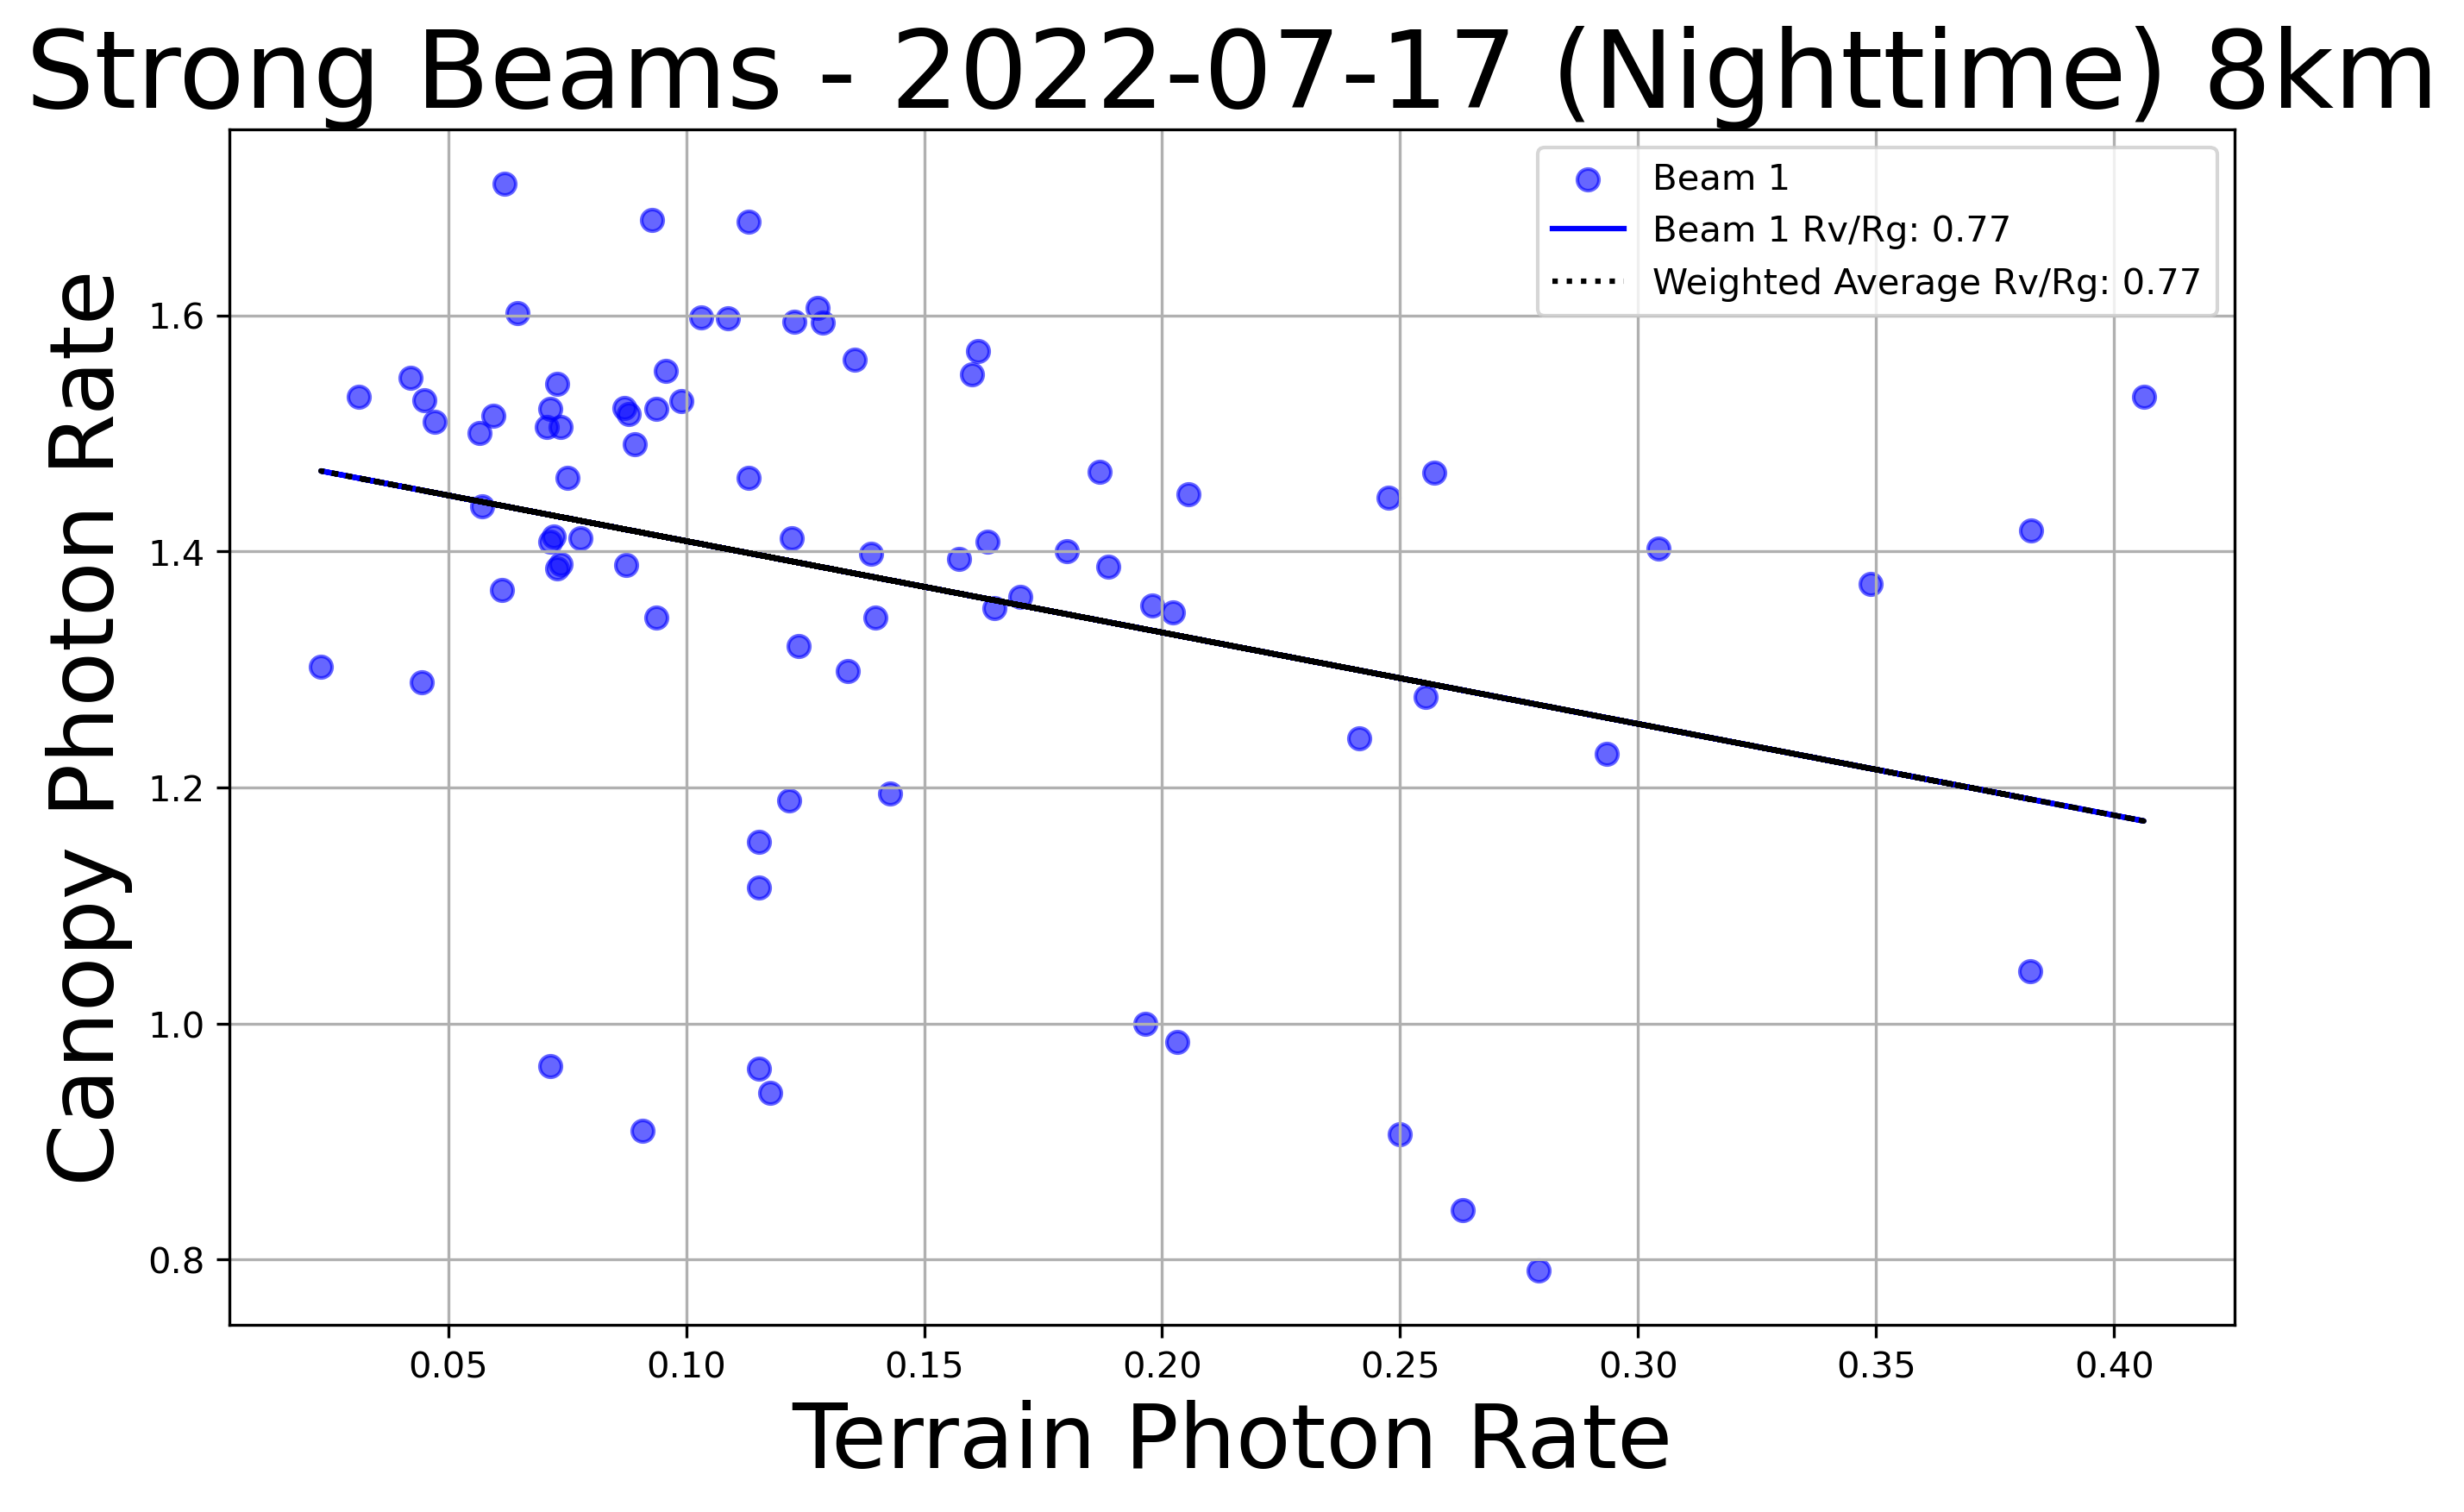 Strong Beams - 2022-07-17 (Nighttime) 8km
Beam 1
Beam 1 Rv/Rg: 0.77
Weighted Average Rv/Rg: 0.77
Canopy Photon Rate
1.6
1.4
1.2
1.0
0.8
0.05 0.10 0.15 0.20 0.25 0.30 0.35 0.40
Terrain Photon Rate